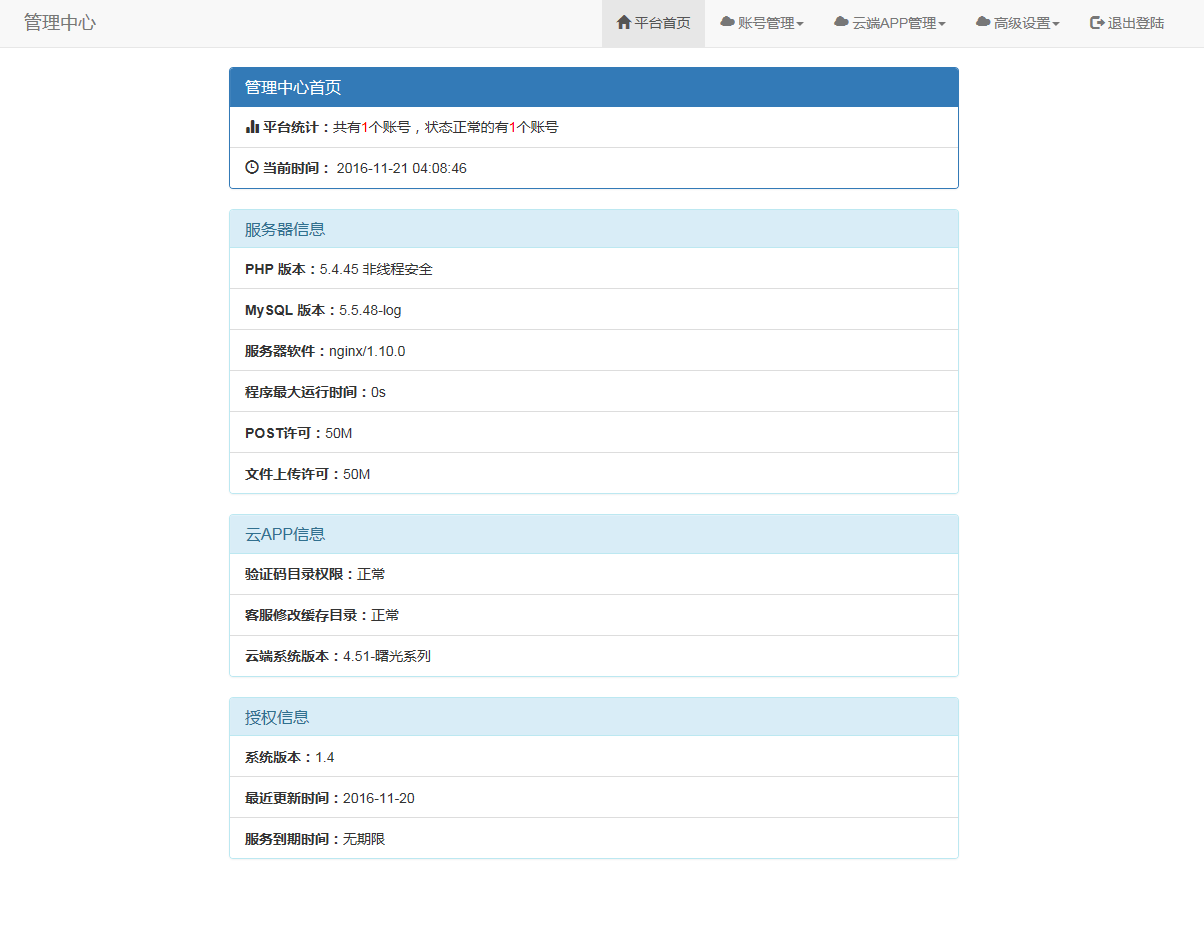 管理中心
平台首页 账号管理 云端APP管理 高级设置 退出登陆
管理中心首页
平台统计：共有1个账号，状态正常的有1个账号
当前时间： 2016-11-21 04:08:46
服务器信息
PHP 版本：5.4.45 非线程安全
MySQL 版本：5.5.48-log
服务器软件：nginx/1.10.0
程序最大运行时间：0s
POST许可：50M
文件上传许可：50M
云APP信息
验证码目录权限：正常
客服修改缓存目录：正常
云端系统版本：4.51-曙光系列
授权信息
系统版本：1.4
最近更新时间：2016-11-20
服务到期时间：无期限